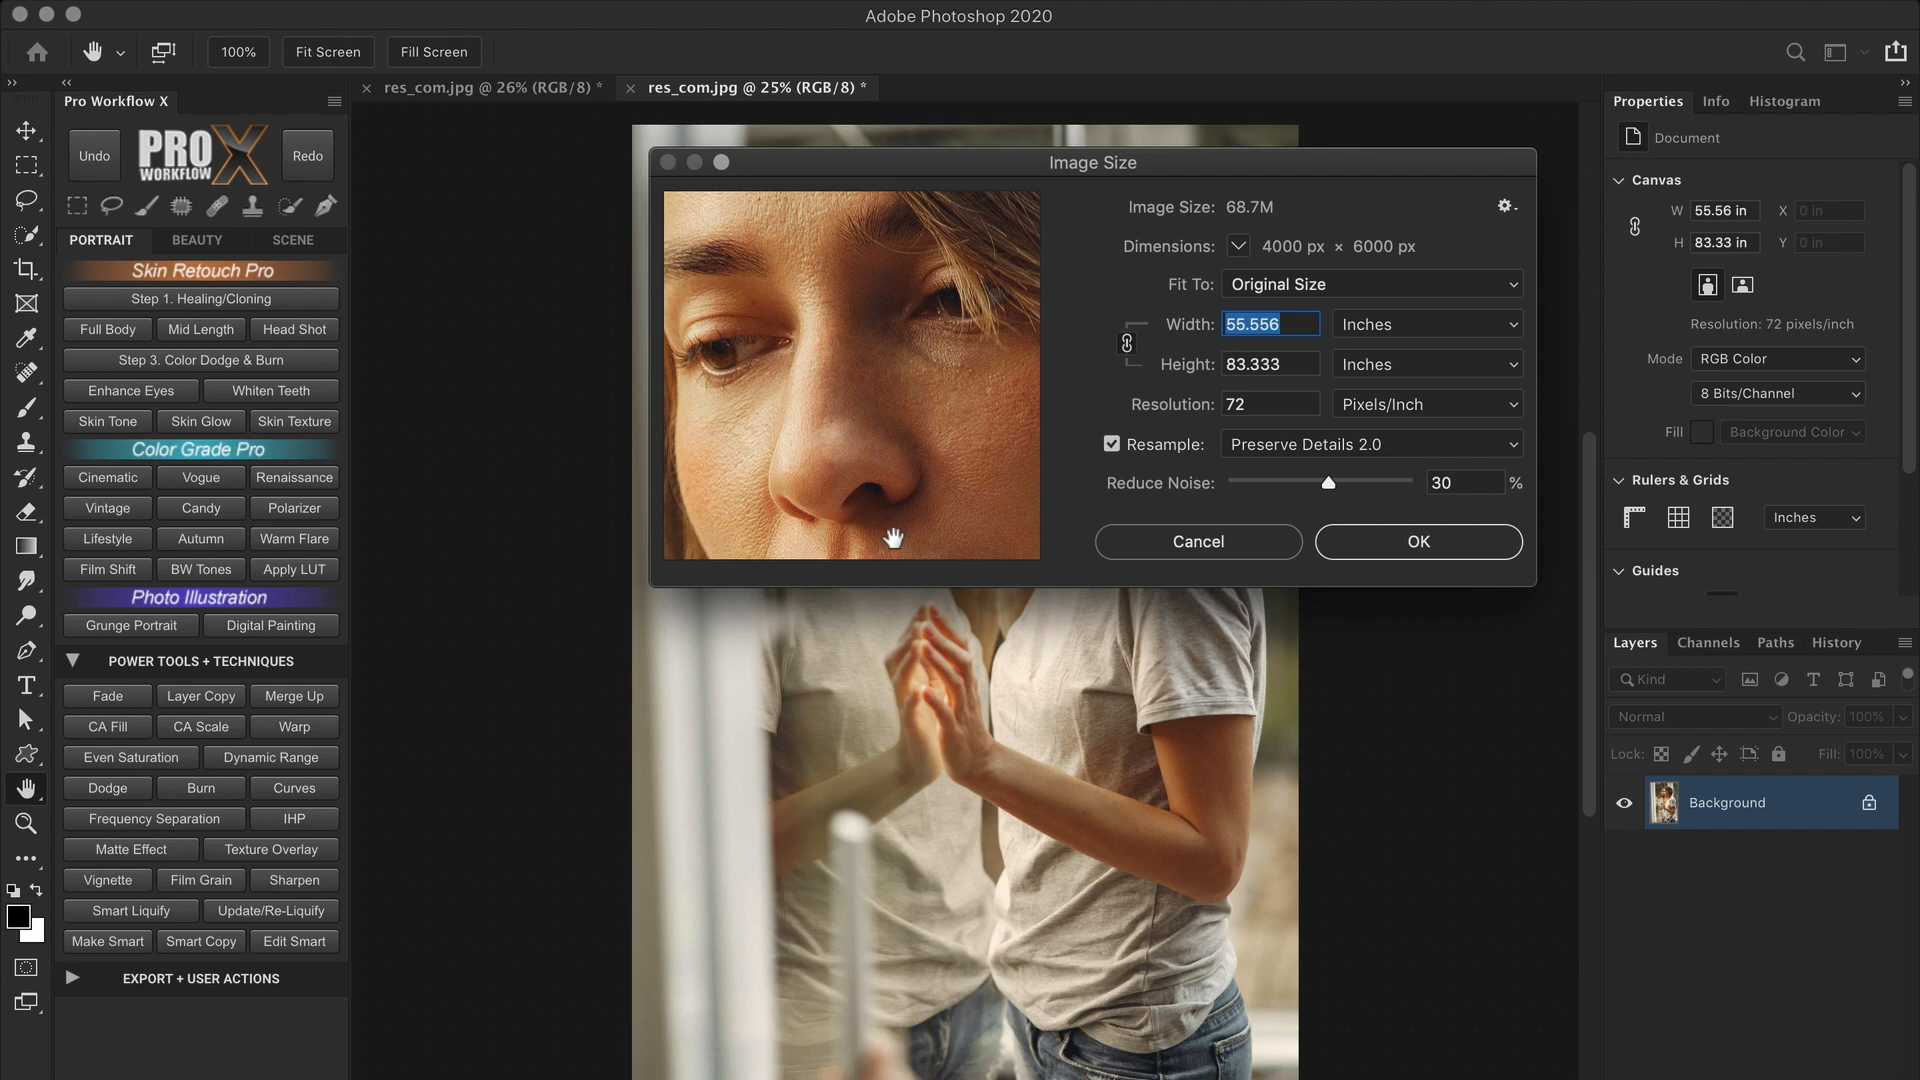 Adobe Photoshop 2020
100%
Fit Screen
Fill Screen
res_com.jpg @ 26% (RGB/8) *
res_com.jpg @ 25% (RGB/8) *
Pro Workflow X
Undo
PRO
WORKFLOW
X
Redo
PORTRAIT
BEAUTY
SCENE
Skin Retouch Pro
Step 1. Healing/Cloning
Full Body
Mid Length
Head Shot
Step 3. Color Dodge & Burn
Enhance Eyes
Whiten Teeth
Skin Tone
Skin Glow
Skin Texture
Color Grade Pro
Cinematic
Vogue
Renaissance
Vintage
Candy
Polarizer
Lifestyle
Autumn
Warm Flare
Film Shift
BW Tones
Apply LUT
Photo Illustration
Grunge Portrait
Digital Painting
POWER TOOLS + TECHNIQUES
Fade
Layer Copy
Merge Up
CA Fill
CA Scale
Warp
Even Saturation
Dynamic Range
Dodge
Burn
Curves
Frequency Separation
IHP
Matte Effect
Texture Overlay
Vignette
Film Grain
Sharpen
Smart Liquify
Update/Re-Liquify
Make Smart
Smart Copy
Edit Smart
EXPORT + USER ACTIONS
Image Size
Image Size: 68.7M
Dimensions: 4000 px × 6000 px
Fit To: Original Size
Width: 55.556 Inches
Height: 83.333 Inches
Resolution: 72 Pixels/Inch
Resample: Preserve Details 2.0
Reduce Noise: 30 %
Cancel
OK
Properties
Info
Histogram
Document
Canvas
W 55.56 in X 0 in
H 83.33 in Y 0 in
Resolution: 72 pixels/inch
Mode RGB Color
8 Bits/Channel
Fill Background Color
Rulers & Grids
Inches
Guides
Layers
Channels
Paths
History
Kind
Normal
Opacity: 100%
Lock:
Fill: 100%
Background